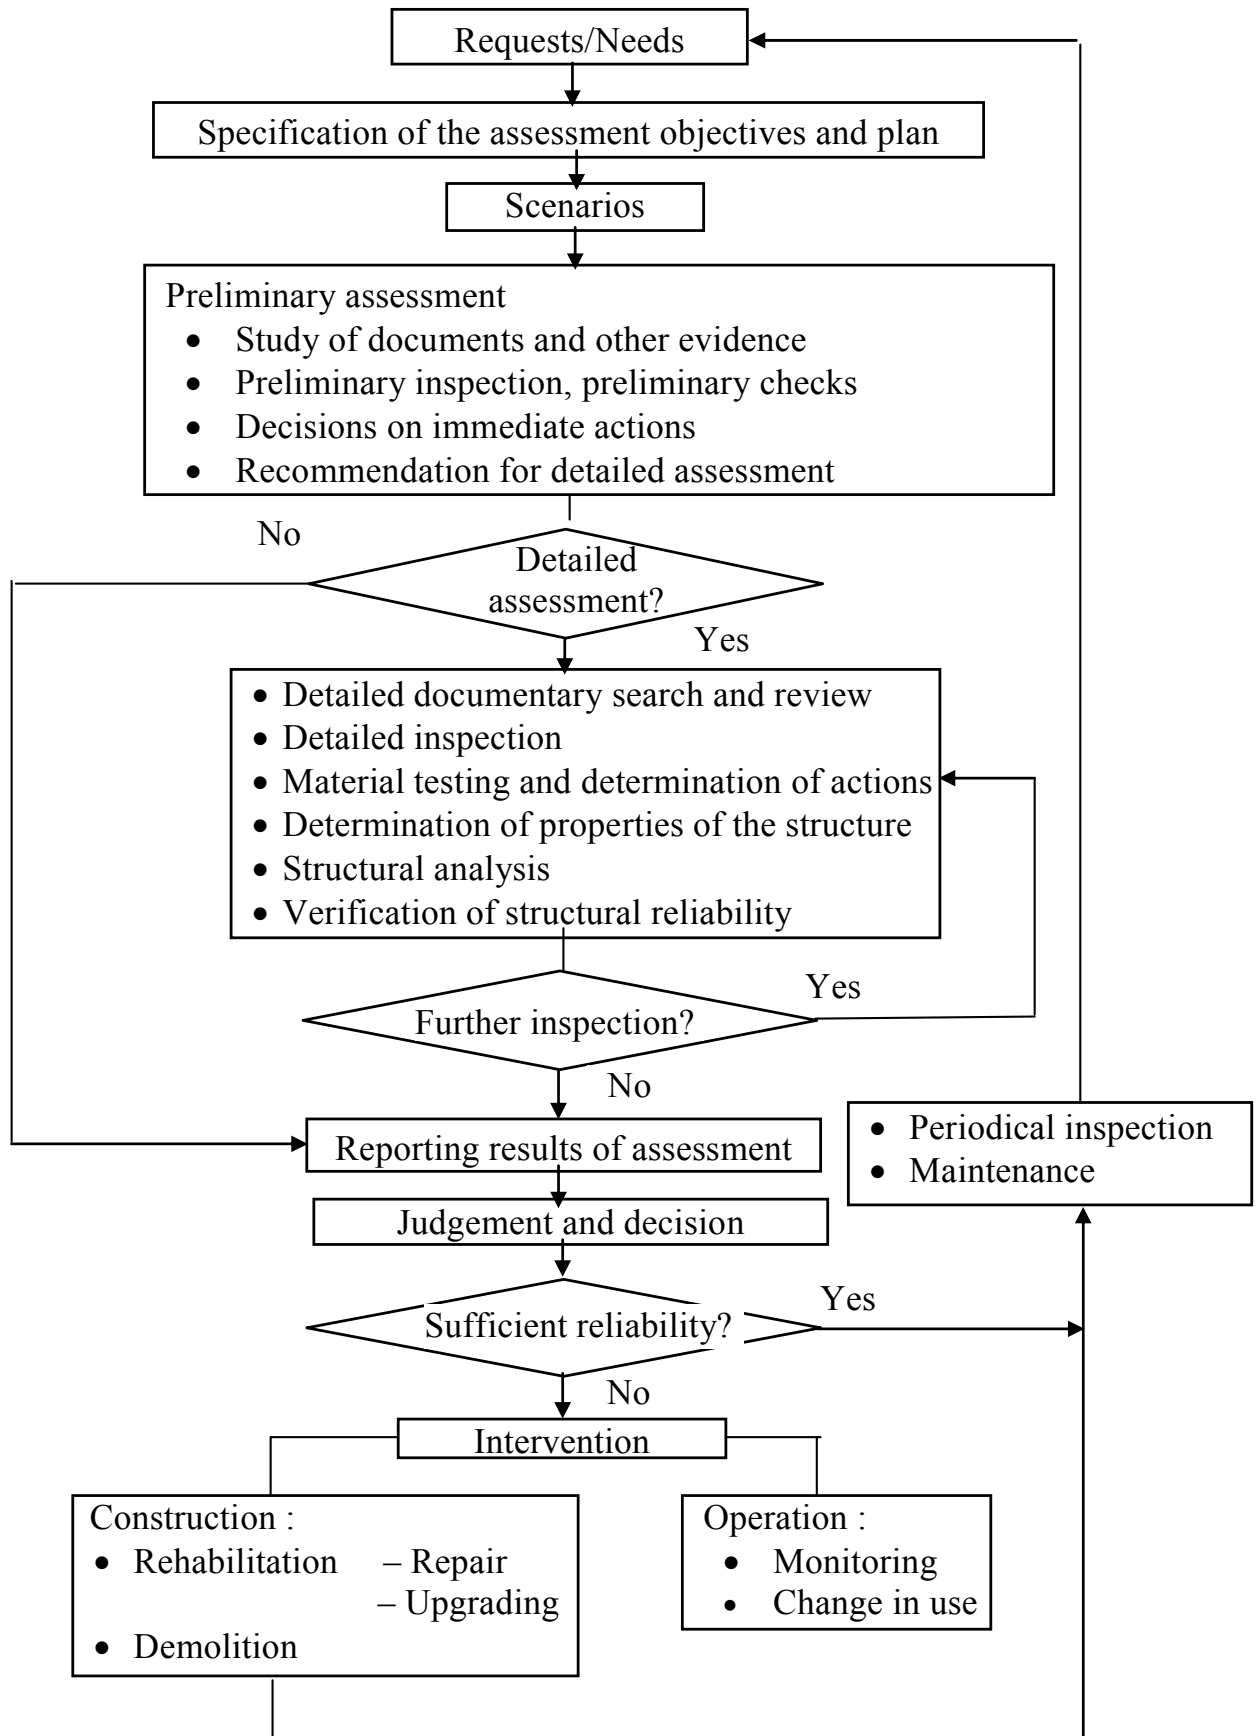 Requests/Needs
Specification of the assessment objectives and plan
Scenarios
Preliminary assessment
• Study of documents and other evidence
• Preliminary inspection, preliminary checks
• Decisions on immediate actions
• Recommendation for detailed assessment
No
Detailed
assessment?
Yes
• Detailed documentary search and review
• Detailed inspection
• Material testing and determination of actions
• Determination of properties of the structure
• Structural analysis
• Verification of structural reliability
Yes
Further inspection?
No
Reporting results of assessment
• Periodical inspection
• Maintenance
Judgement and decision
Yes
Sufficient reliability?
No
Intervention
Construction :
• Rehabilitation – Repair
– Upgrading
• Demolition
Operation :
• Monitoring
• Change in use